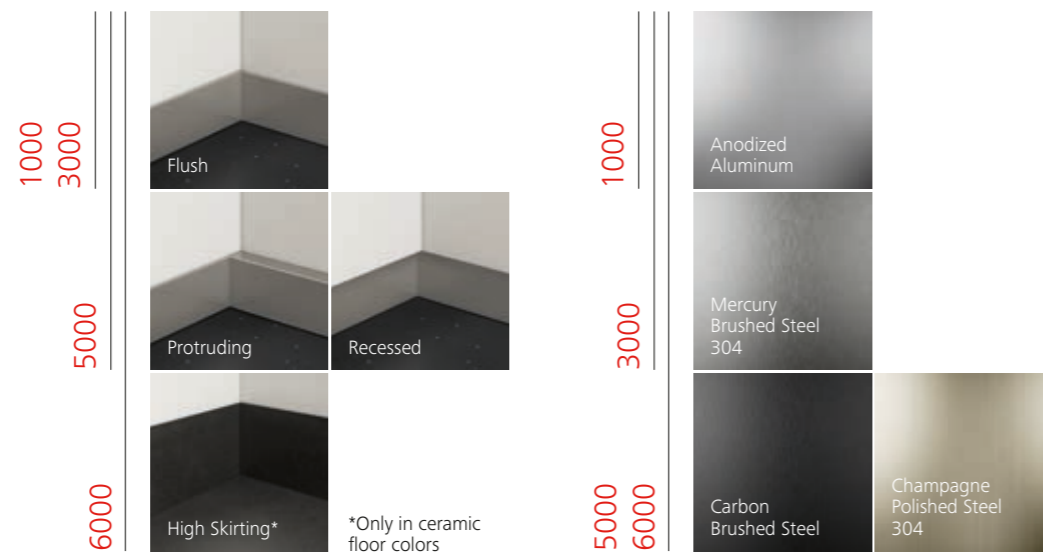 1000
3000
Flush
5000
Protruding
Recessed
6000
High Skirting*
*Only in ceramic
floor colors
1000
Anodized
Aluminum
3000
Mercury
Brushed Steel
304
5000
6000
Carbon
Brushed Steel
Champagne
Polished Steel
304